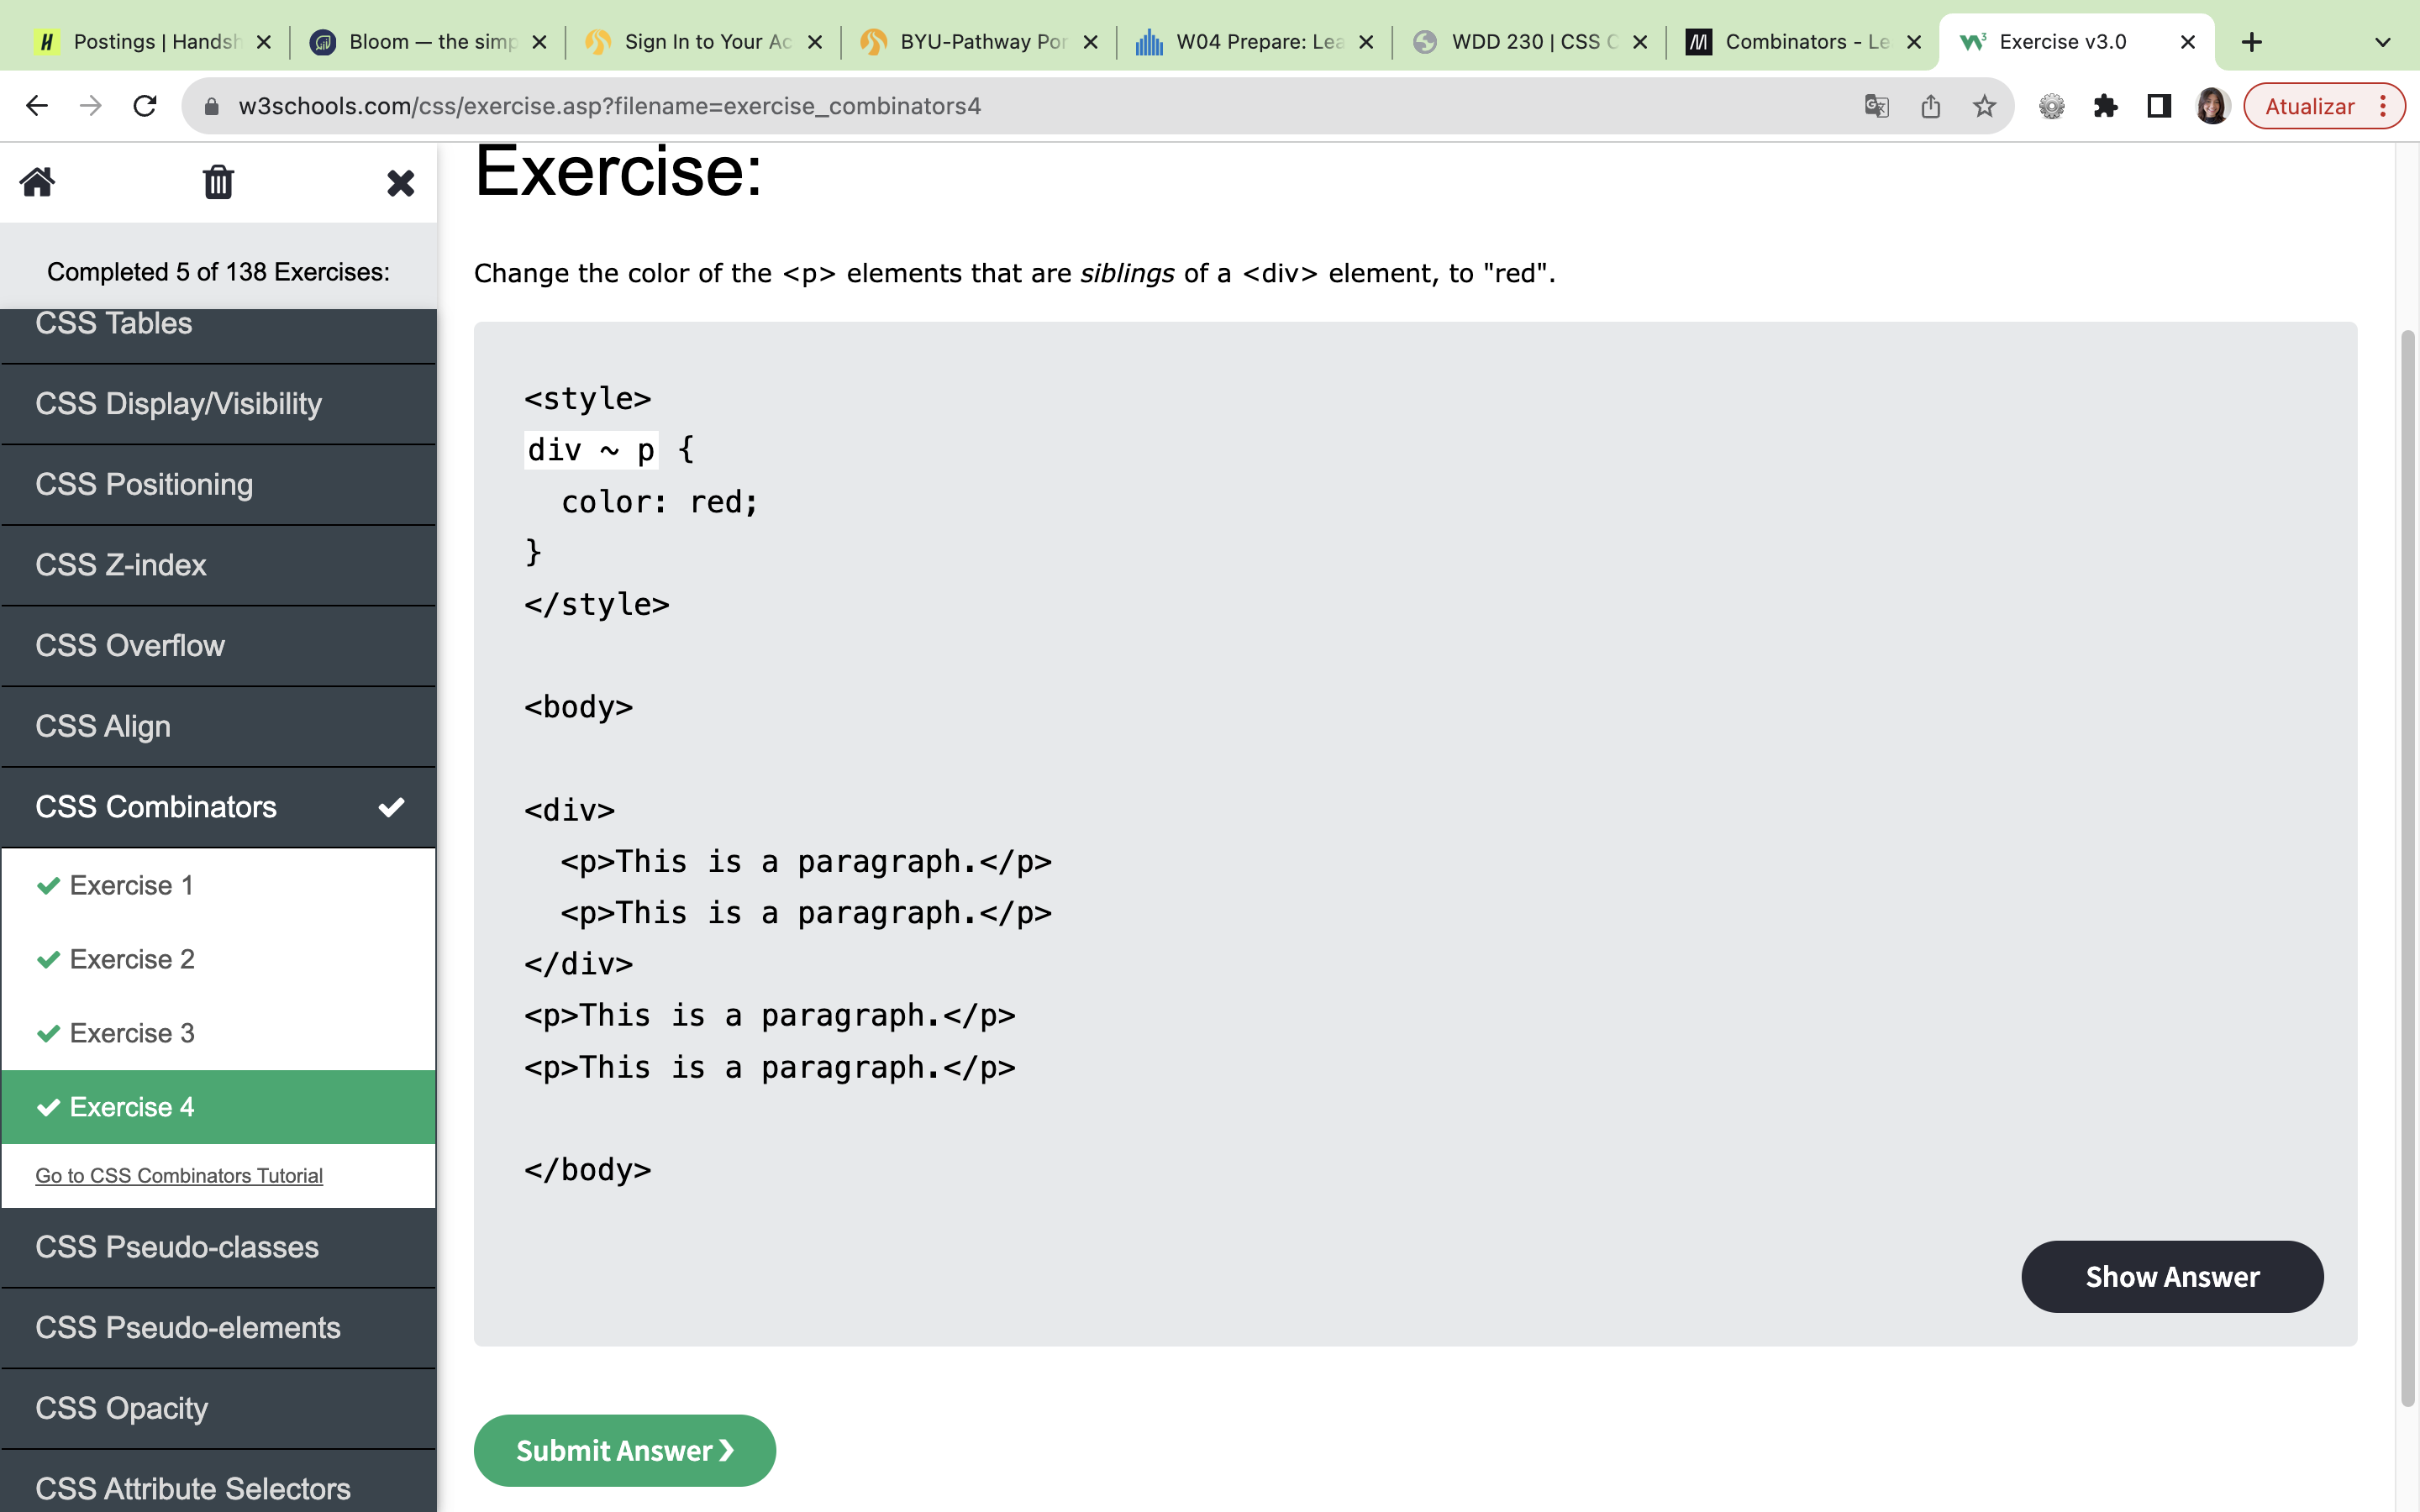 Postings | Handsh
Bloom — the simp
Sign In to Your Ac
BYU-Pathway Por
W04 Prepare: Lea
WDD 230 | CSS C
Combinators - Le
Exercise v3.0
w3schools.com/css/exercise.asp?filename=exercise_combinators4
Atualizar
Completed 5 of 138 Exercises:
CSS Tables
CSS Display/Visibility
CSS Positioning
CSS Z-index
CSS Overflow
CSS Align
CSS Combinators
Exercise 1
Exercise 2
Exercise 3
Exercise 4
Go to CSS Combinators Tutorial
CSS Pseudo-classes
CSS Pseudo-elements
CSS Opacity
CSS Attribute Selectors
Exercise:
Change the color of the <p> elements that are siblings of a <div> element, to "red".
<style>
div ~ p {
  color: red;
}
</style>
<body>
<div>
  <p>This is a paragraph.</p>
  <p>This is a paragraph.</p>
</div>
<p>This is a paragraph.</p>
<p>This is a paragraph.</p>
</body>
Show Answer
Submit Answer ❯